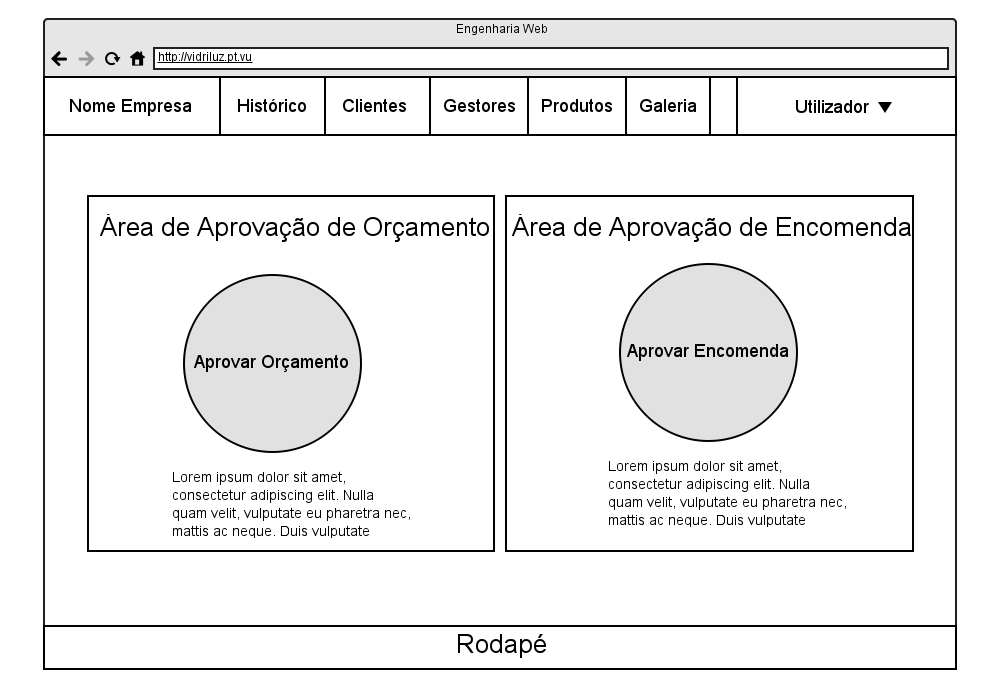 Engenharia Web
http://vidriluz.pt.vu
Nome Empresa Histórico Clientes Gestores Produtos Galeria Utilizador ▼
Área de Aprovação de Orçamento
Aprovar Orçamento
Lorem ipsum dolor sit amet,
consectetur adipiscing elit. Nulla
quam velit, vulputate eu pharetra nec,
mattis ac neque. Duis vulputate
Área de Aprovação de Encomenda
Aprovar Encomenda
Lorem ipsum dolor sit amet,
consectetur adipiscing elit. Nulla
quam velit, vulputate eu pharetra nec,
mattis ac neque. Duis vulputate
Rodapé